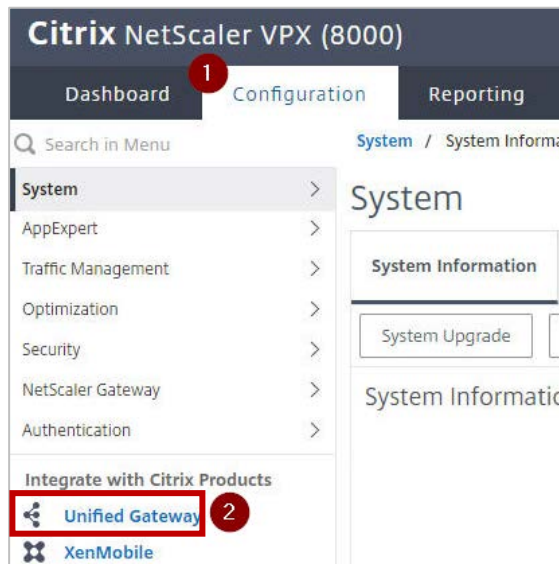 Citrix NetScaler VPX (8000)
1
Dashboard Configuration Reporting
Search in Menu
System / System Informa
System
System
AppExpert
Traffic Management
System Information
Optimization
Security
System Upgrade
NetScaler Gateway
System Informatio
Authentication
Integrate with Citrix Products
Unified Gateway 2
XenMobile